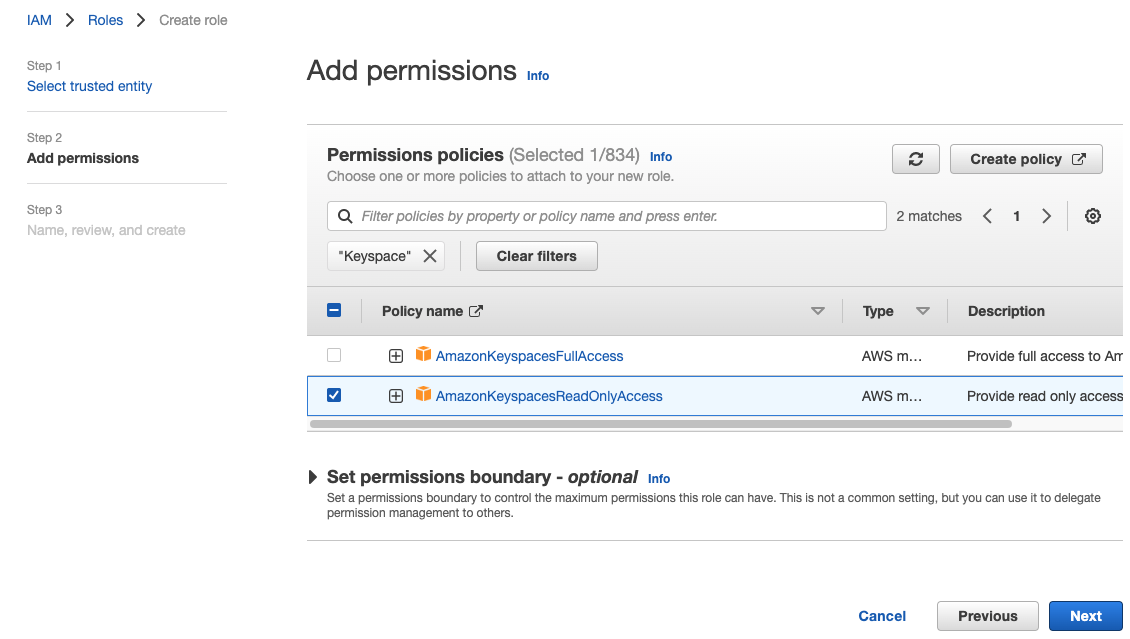 IAM Roles Create role
Step 1
Select trusted entity
Step 2
Add permissions
Step 3
Name, review, and create
Add permissions Info
Permissions policies (Selected 1/834) Info
Choose one or more policies to attach to your new role.
Create policy
Filter policies by property or policy name and press enter.
2 matches 1
"Keyspace" Clear filters
Policy name Type Description
AmazonKeyspacesFullAccess AWS m... Provide full access to Am
AmazonKeyspacesReadOnlyAccess AWS m... Provide read only access
Set permissions boundary - optional Info
Set a permissions boundary to control the maximum permissions this role can have. This is not a common setting, but you can use it to delegate
permission management to others.
Cancel Previous Next